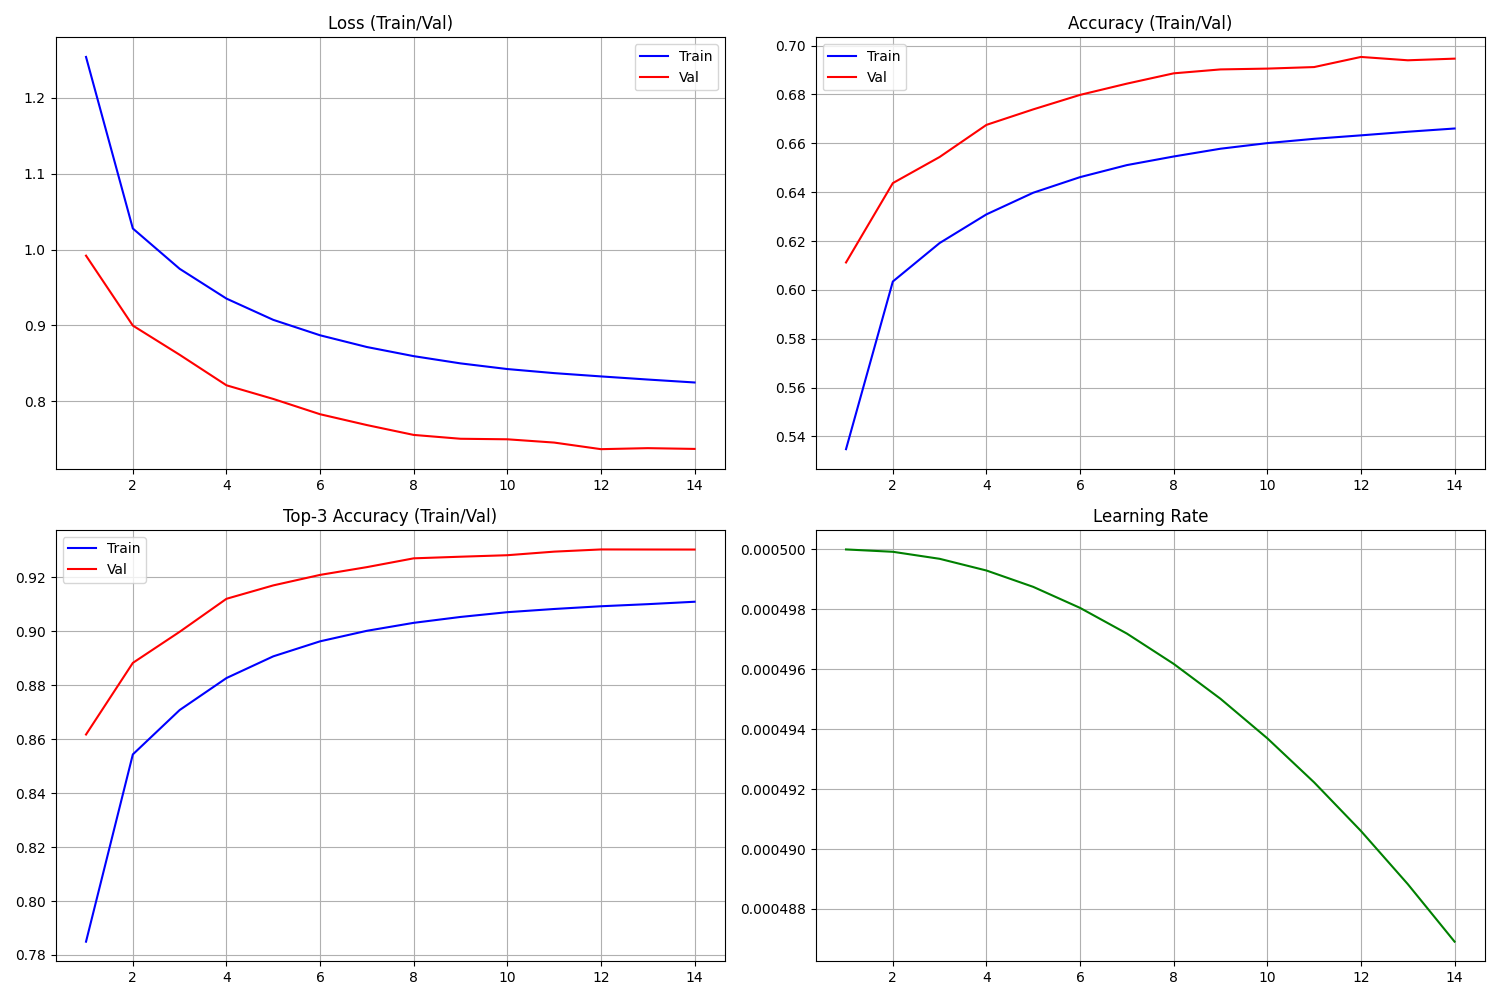 Loss (Train/Val)
Train
Val
1.2
1.1
1.0
0.9
0.8
2 4 6 8 10 12 14
Accuracy (Train/Val)
Train
Val
0.70
0.68
0.66
0.64
0.62
0.60
0.58
0.56
0.54
2 4 6 8 10 12 14
Top-3 Accuracy (Train/Val)
Train
Val
0.92
0.90
0.88
0.86
0.84
0.82
0.80
0.78
2 4 6 8 10 12 14
Learning Rate
0.000500
0.000498
0.000496
0.000494
0.000492
0.000490
0.000488
2 4 6 8 10 12 14